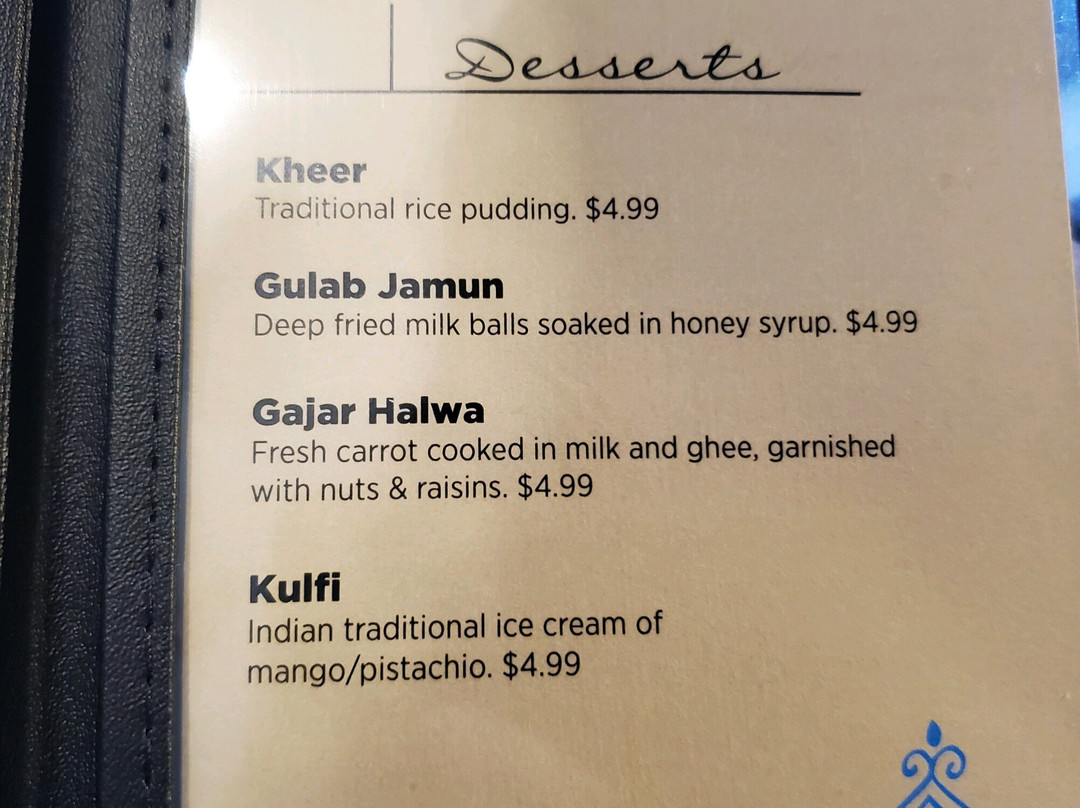 Desserts
Kheer
Traditional rice pudding. $4.99
Gulab Jamun
Deep fried milk balls soaked in honey syrup. $4.99
Gajar Halwa
Fresh carrot cooked in milk and ghee, garnished
with nuts & raisins. $4.99
Kulfi
Indian traditional ice cream of
mango/pistachio. $4.99